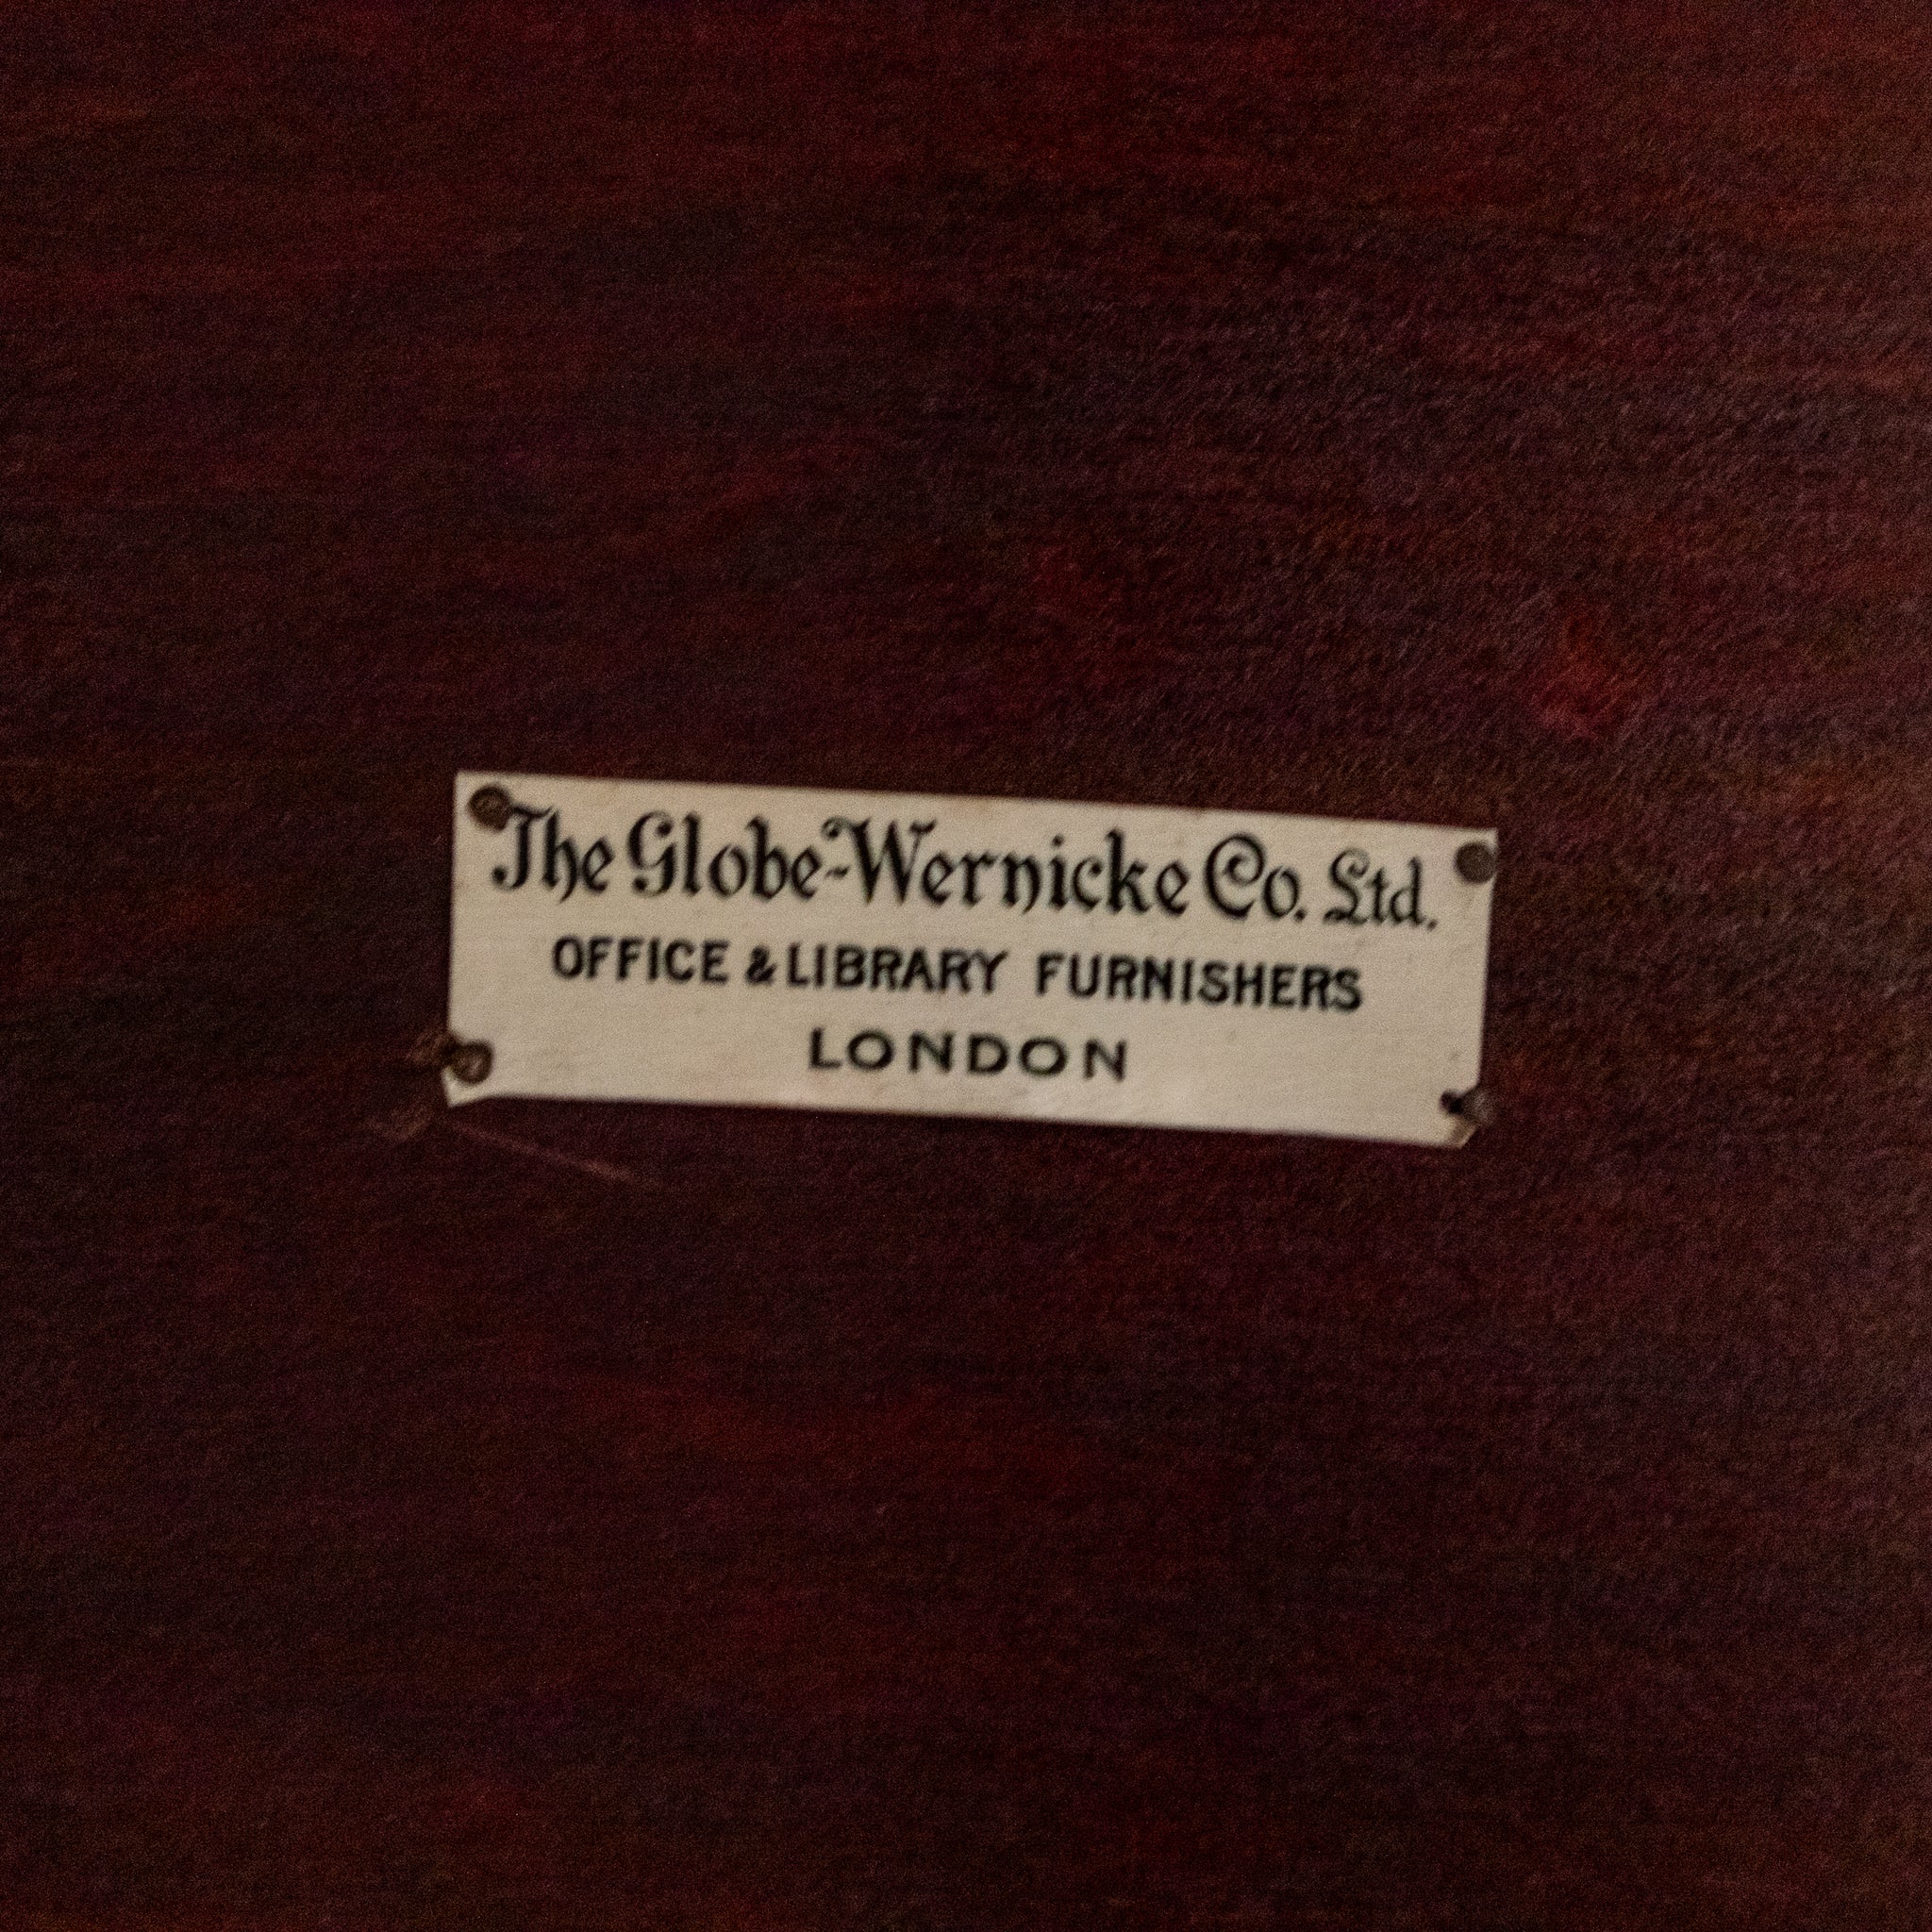 The Globe-Wernicke Co. Ltd.
OFFICE & LIBRARY FURNISHERS
LONDON